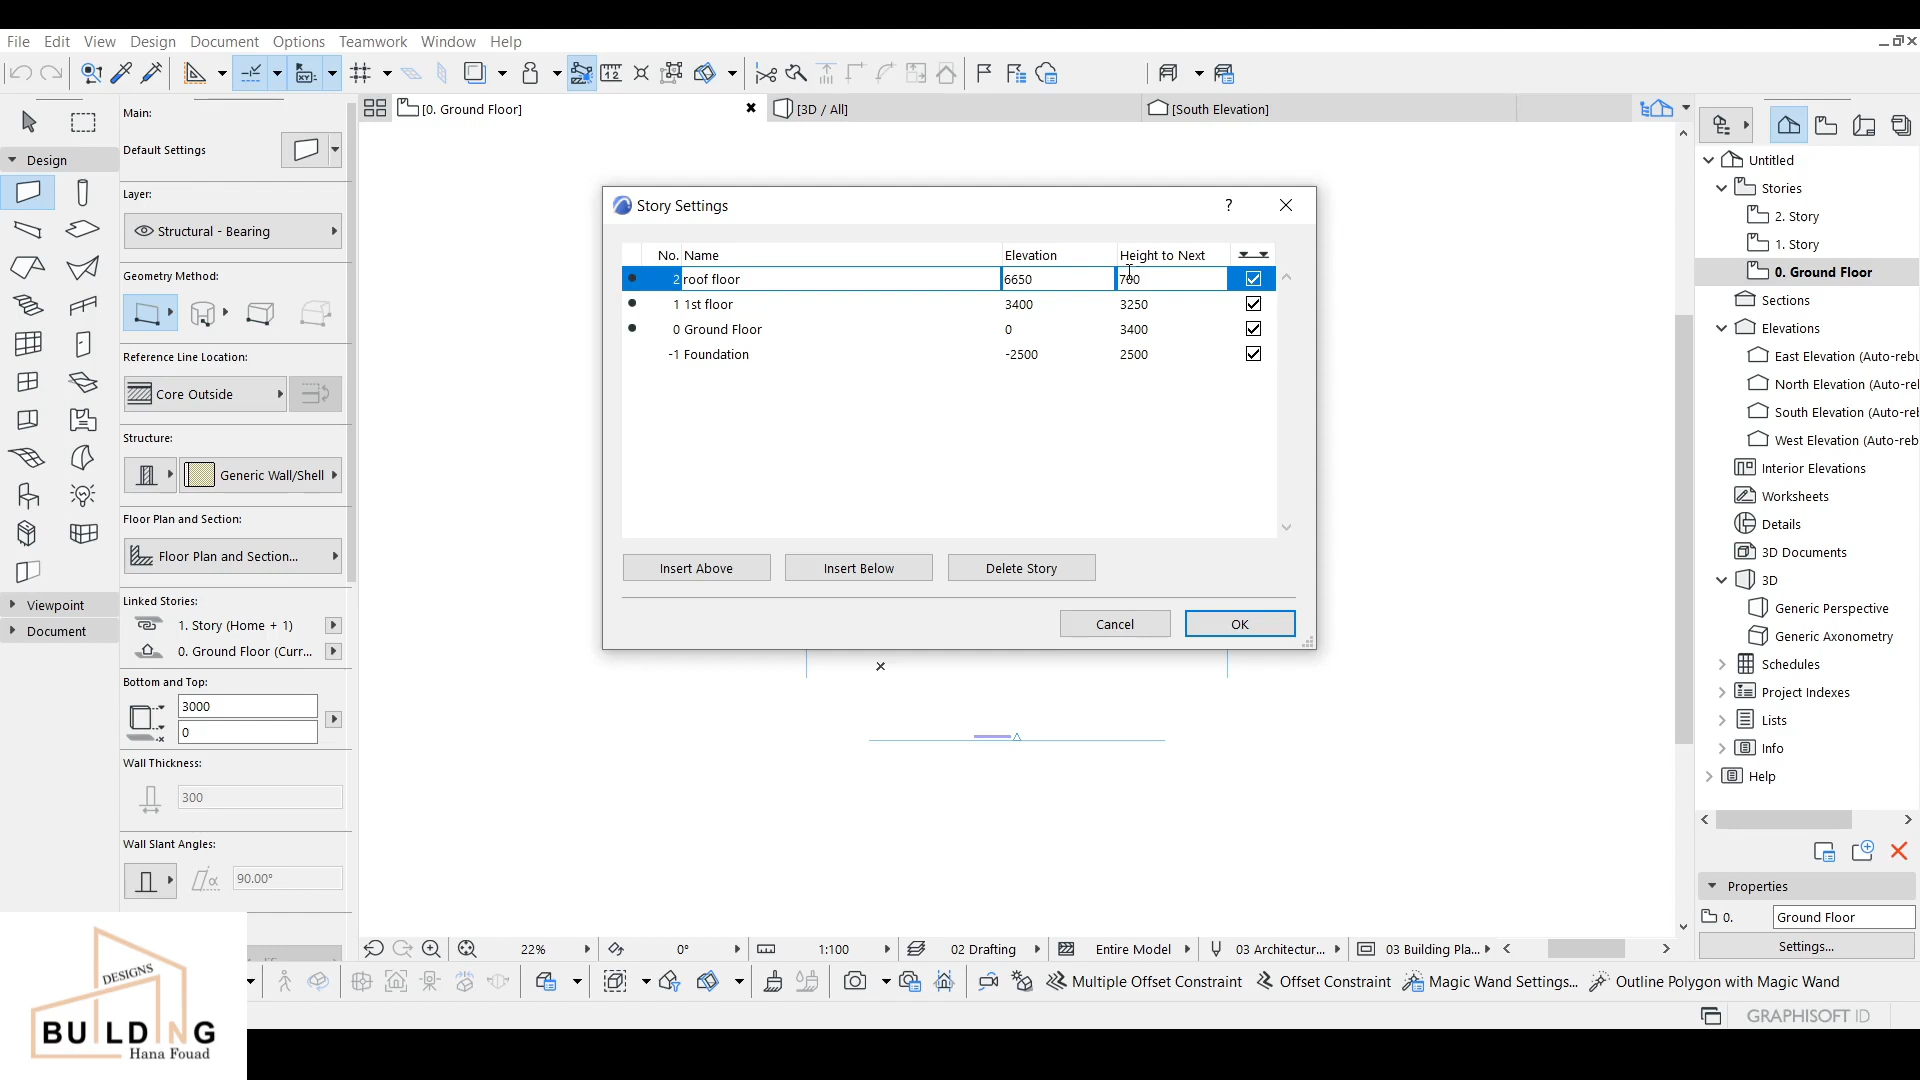 File Edit View Design Document Options Teamwork Window Help
[0. Ground Floor]
[3D / All]
[South Elevation]
Design
Viewpoint
Document
Main:
Default Settings
Layer:
Structural - Bearing
Geometry Method:
Reference Line Location:
Core Outside
Structure:
Generic Wall/Shell
Floor Plan and Section:
Floor Plan and Section...
Linked Stories:
1. Story (Home + 1)
0. Ground Floor (Curr...
Bottom and Top:
3000
0
Wall Thickness:
300
Wall Slant Angles:
α 90.00°
Story Settings ?
No. Name Elevation Height to Next
2 roof floor 6650 700
1 1st floor 3400 3250
0 Ground Floor 0 3400
-1 Foundation -2500 2500
Insert Above Insert Below Delete Story
Cancel OK
Untitled
Stories
2. Story
1. Story
0. Ground Floor
Sections
Elevations
East Elevation (Auto-rebu
North Elevation (Auto-reb
South Elevation (Auto-reb
West Elevation (Auto-reb
Interior Elevations
Worksheets
Details
3D Documents
3D
Generic Perspective
Generic Axonometry
Schedules
Project Indexes
Lists
Info
Help
Properties
0. Ground Floor
Settings...
22% 0° 1:100 02 Drafting Entire Model 03 Architectur... 03 Building Pla...
Multiple Offset Constraint Offset Constraint Magic Wand Settings... Outline Polygon with Magic Wand
GRAPHISOFT ID
DESIGNS
BUILDING
Hana Fouad